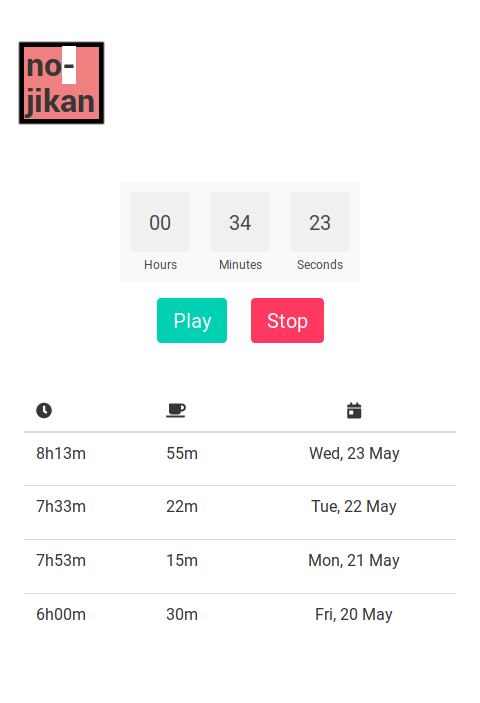 no-
jikan
00 34 23
Hours Minutes Seconds
Play Stop
8h13m 55m Wed, 23 May
7h33m 22m Tue, 22 May
7h53m 15m Mon, 21 May
6h00m 30m Fri, 20 May